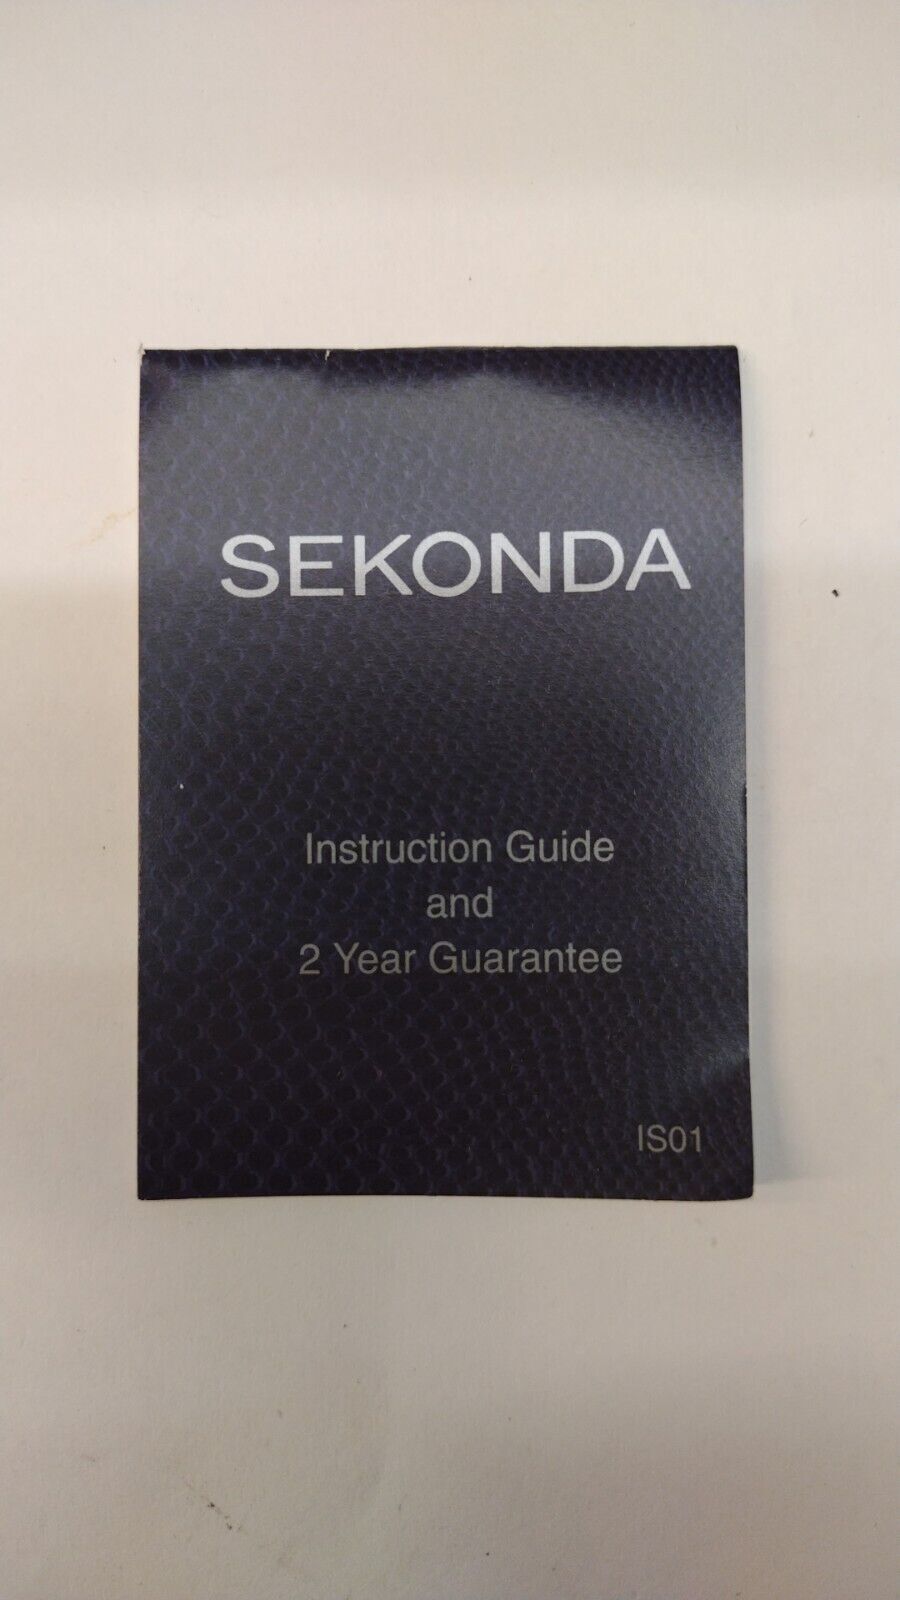 SEKONDA
Instruction Guide
and
2 Year Guarantee
IS01